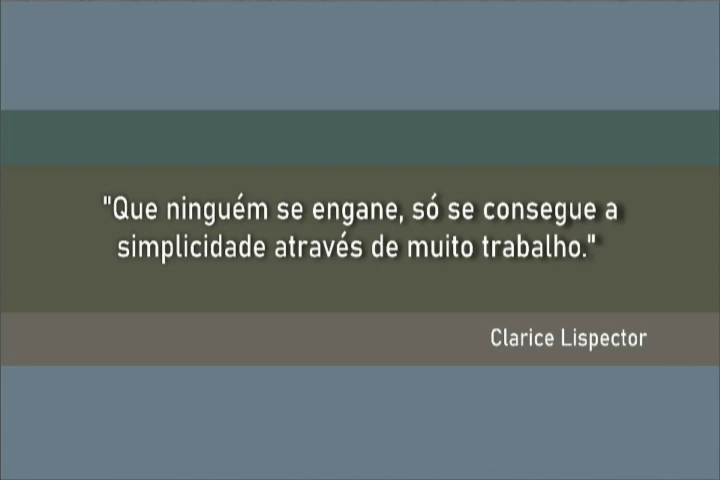 "Que ninguém se engane, só se consegue a
simplicidade através de muito trabalho."
Clarice Lispector